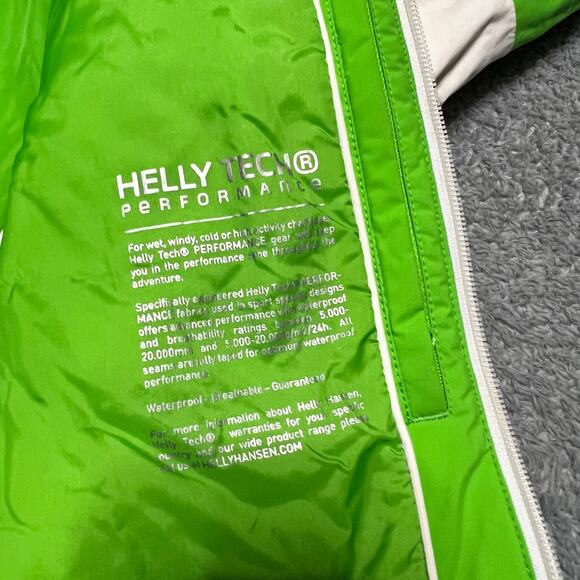 HELLY TECH®
PERFORMANCE
For wet, windy, cold or high activity challenges
Helly Tech® PERFORMANCE gear will keep
you in the performance zone throughout the
adventure.
Specifically engineered Helly Tech® PERFOR-
MANCE fabrics used in sport specific designs
offers advanced performance with waterproof
and breathability ratings between 5.000-
20.000mm and 5.000-20.000g/m2/24h. All
seams are fully taped for optimum waterproof
performance.
Waterproof - Breathable - Guaranteed
For more information about Helly Hansen,
Helly Tech® warranties for your specific
country and our wide product range please
visit us at HELLYHANSEN.COM